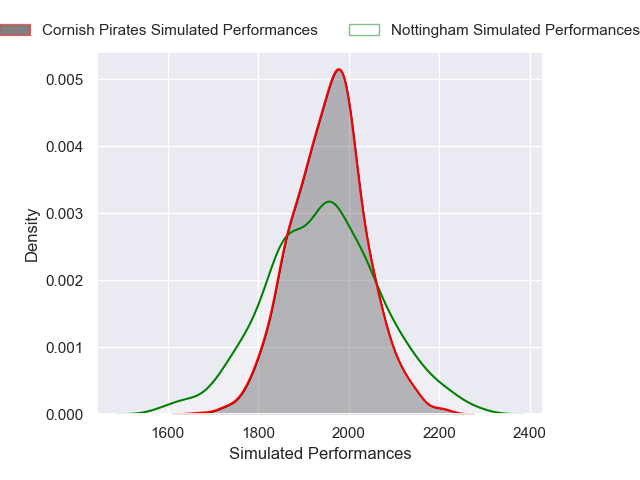 Cornish Pirates Simulated Performances
Nottingham Simulated Performances
0.005
0.004
0.003
0.002
0.001
0.000
Density
1600 1800 2000 2200 2400
Simulated Performances